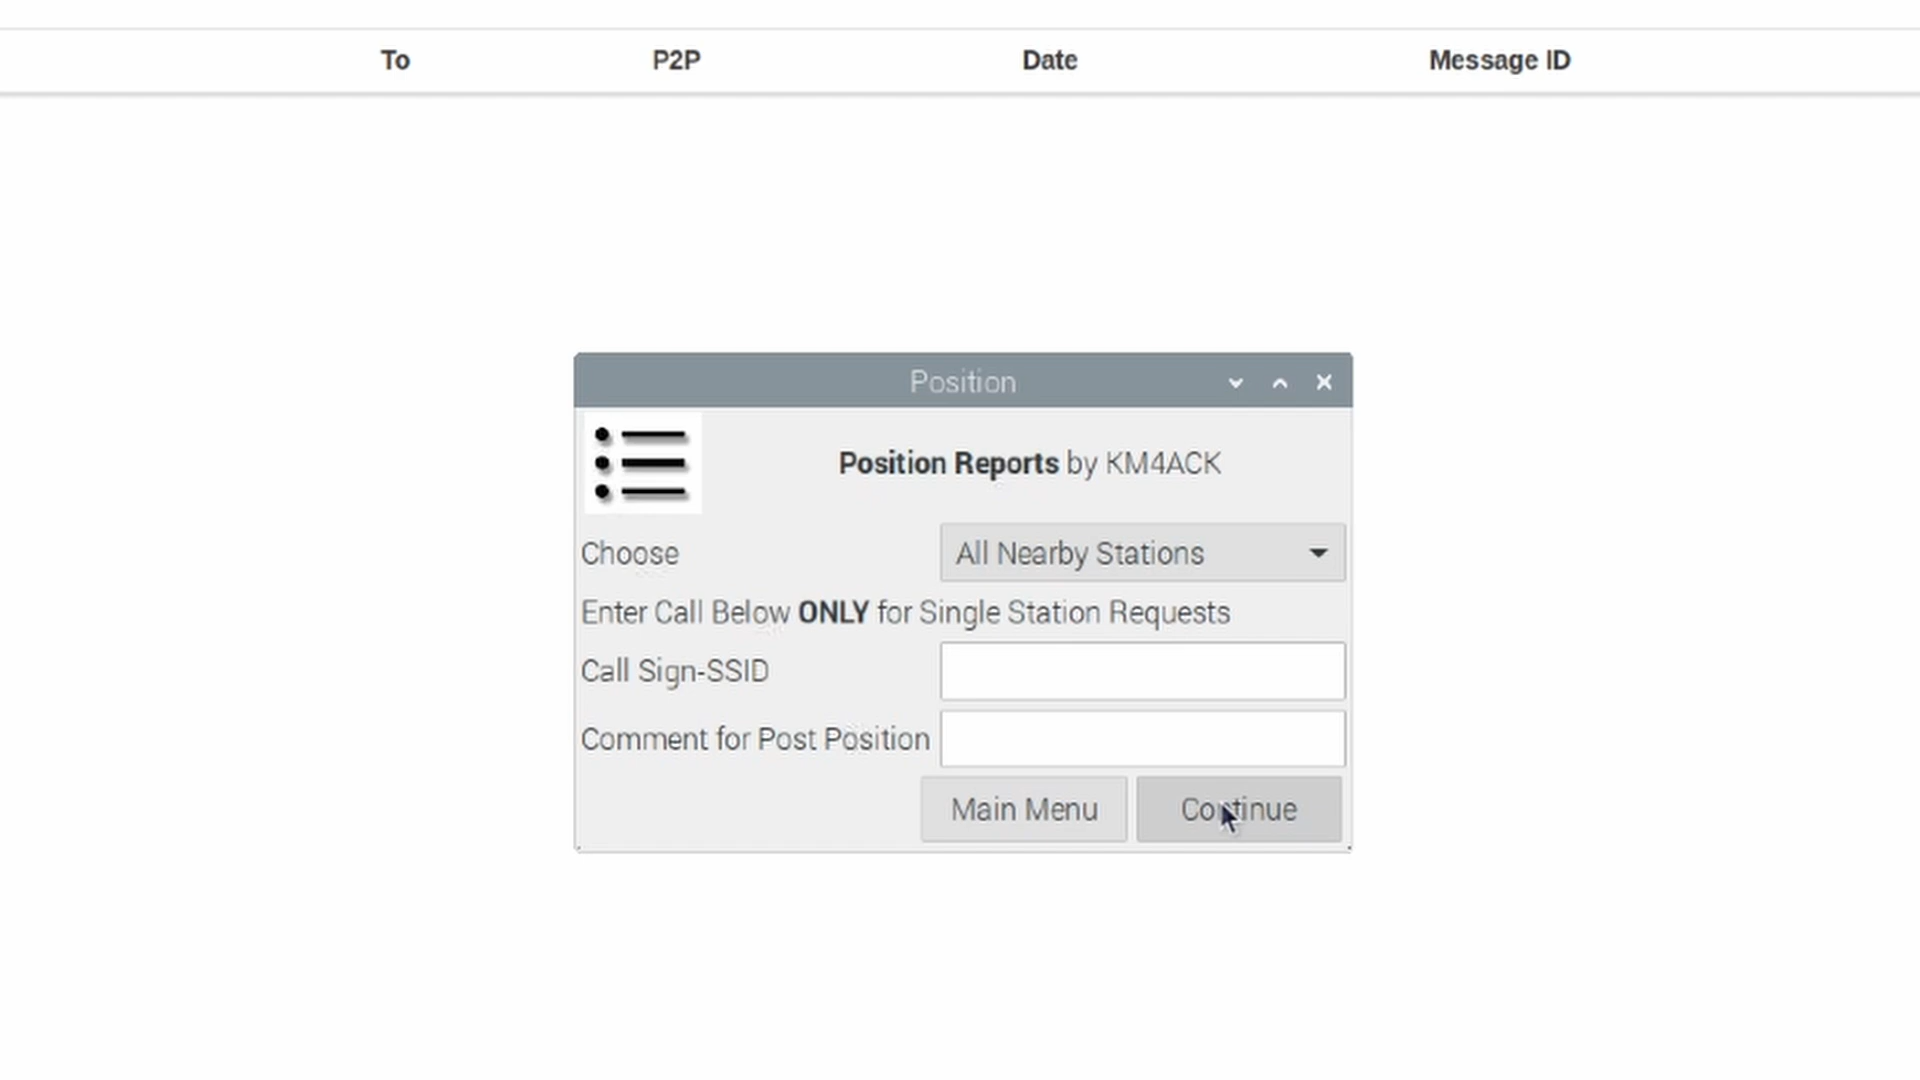 To P2P Date Message ID
Position
Position Reports by KM4ACK
Choose All Nearby Stations
Enter Call Below ONLY for Single Station Requests
Call Sign-SSID
Comment for Post Position
Main Menu Continue